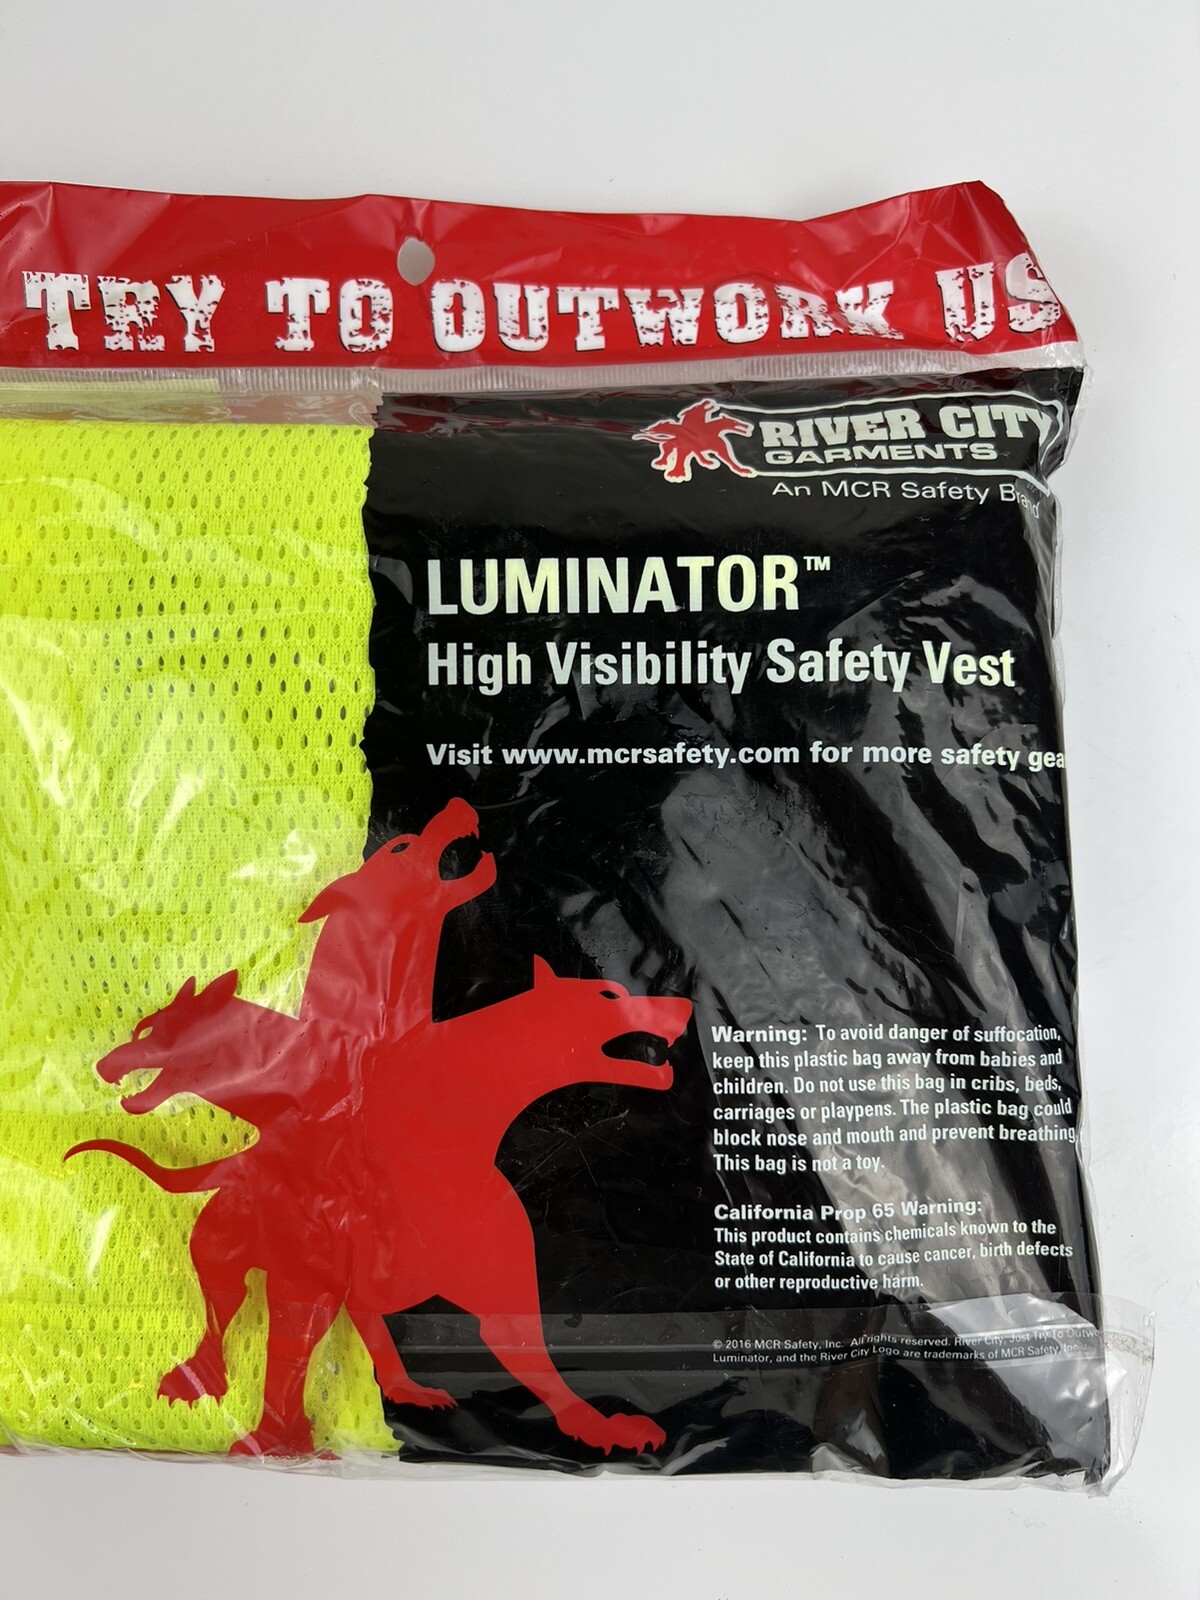 TRY TO OUTWORK US
RIVER CITY
GARMENTS
An MCR Safety Brand
LUMINATOR™
High Visibility Safety Vest
Visit www.mcrsafety.com for more safety gea
Warning: To avoid danger of suffocation,
keep this plastic bag away from babies and
children. Do not use this bag in cribs, beds,
carriages or playpens. The plastic bag could
block nose and mouth and prevent breathing
This bag is not a toy.
California Prop 65 Warning:
This product contains chemicals known to the
State of California to cause cancer, birth defects
or other reproductive harm.
© 2016 MCR Safety, Inc. All rights reserved. River City, Just Try To Outwo
Luminator, and the River City Logo are trademarks of MCR Safety, Inc